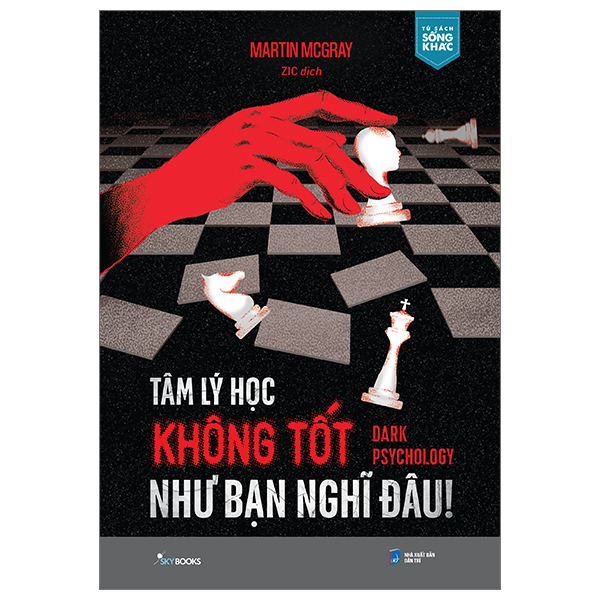 MARTIN MCGRAY
ZIC dịch
TỦ SÁCH
SỐNG
KHÁC
TÂM LÝ HỌC
KHÔNG TỐT
DARK
PSYCHOLOGY
NHƯ BẠN NGHĨ ĐÂU!
SKYBOOKS
NHÀ XUẤT BẢN
DÂN TRÍ